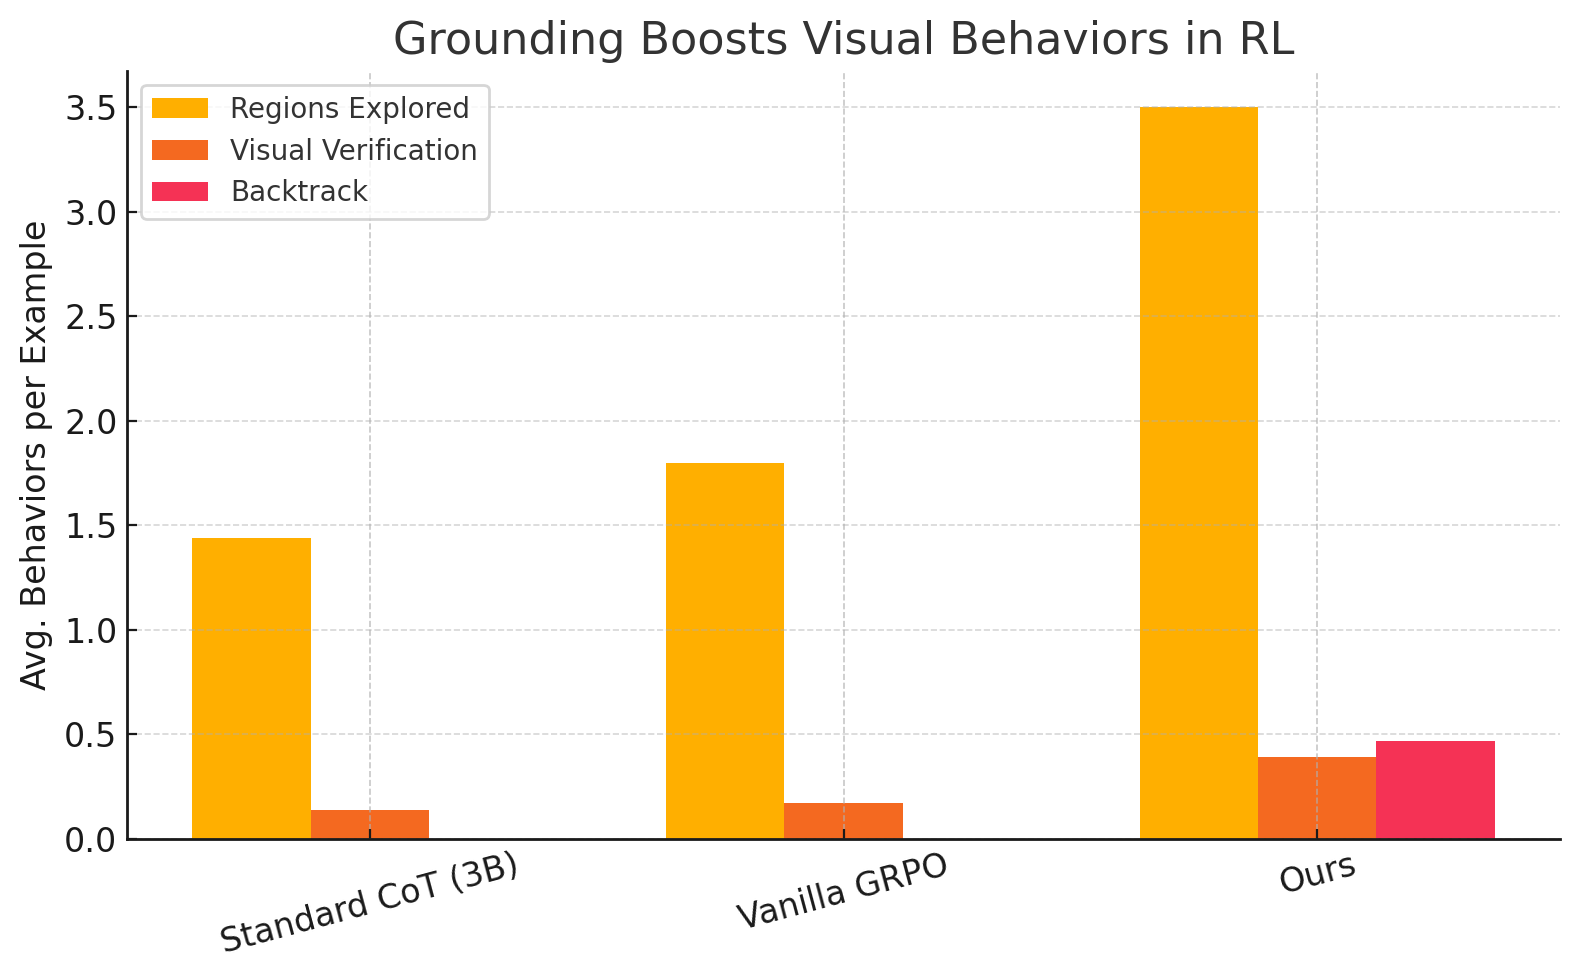 Grounding Boosts Visual Behaviors in RL
Regions Explored
Visual Verification
Backtrack
Avg. Behaviors per Example
3.5
3.0
2.5
2.0
1.5
1.0
0.5
0.0
Standard CoT (3B)
Vanilla GRPO
Ours